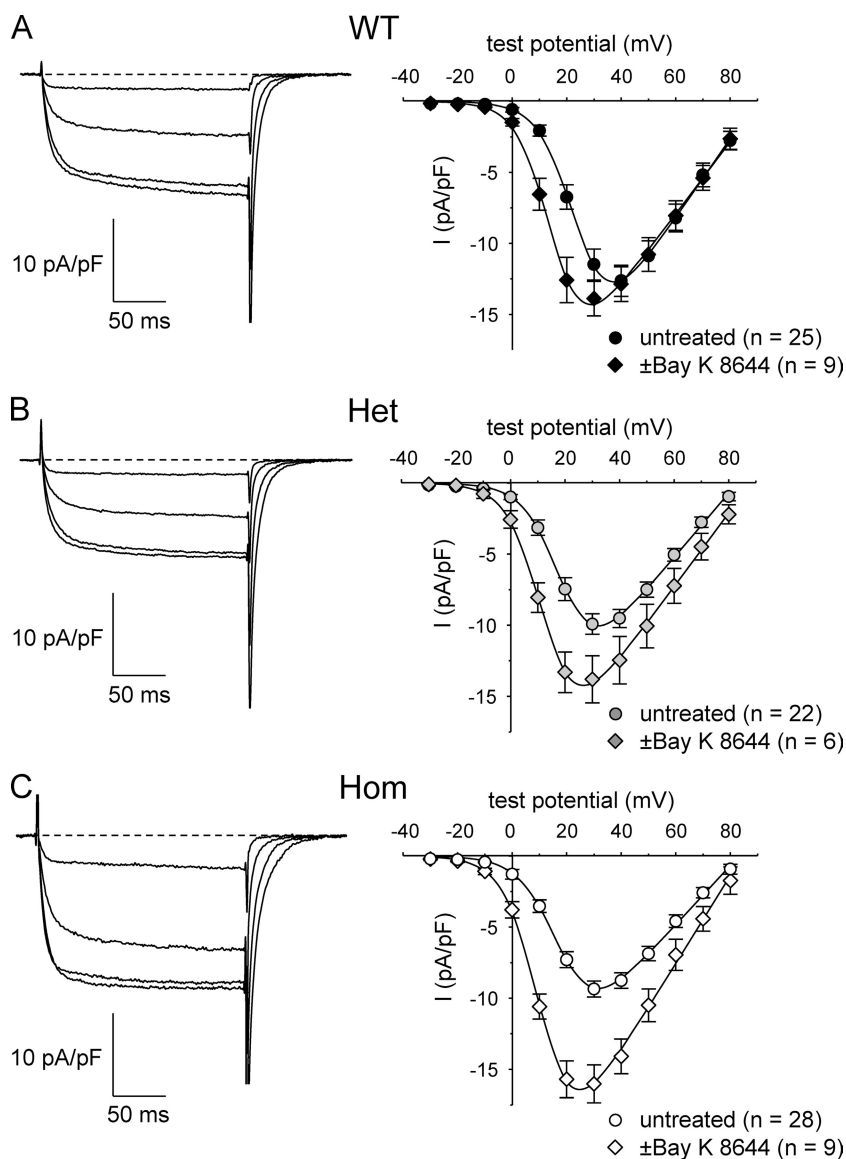 A
WT
test potential (mV)
-40 -20 0 20 40 60 80
-5
-10
-15
I (pA/pF)
10 pA/pF
50 ms
untreated (n = 25)
±Bay K 8644 (n = 9)
B
Het
test potential (mV)
-40 -20 0 20 40 60 80
-5
-10
-15
I (pA/pF)
10 pA/pF
50 ms
untreated (n = 22)
±Bay K 8644 (n = 6)
C
Hom
test potential (mV)
-40 -20 0 20 40 60 80
-5
-10
-15
I (pA/pF)
10 pA/pF
50 ms
untreated (n = 28)
±Bay K 8644 (n = 9)